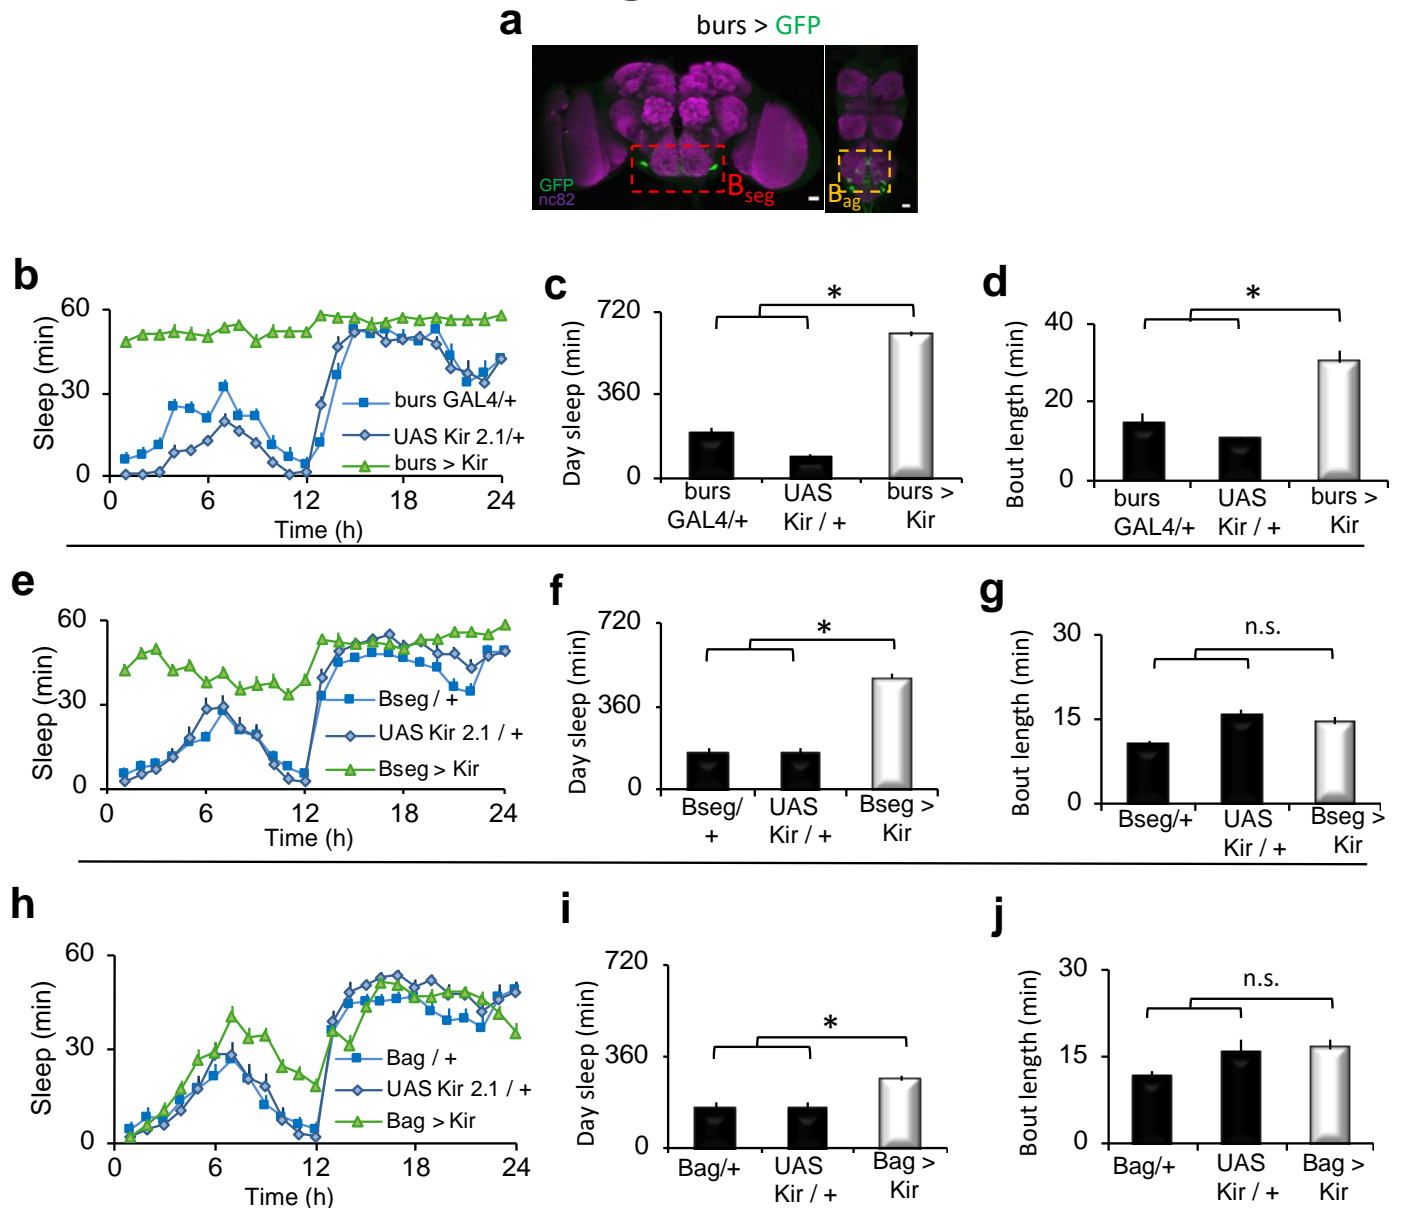 a
burs > GFP
GFP
nc82
Bseg
Bag
b
Sleep (min)
60
30
0
burs GAL4/+
UAS Kir 2.1/+
burs > Kir
0 6 12 18 24
Time (h)
c
Day sleep (min)
720
360
0
*
burs GAL4/+
UAS Kir / +
burs > Kir
d
Bout length (min)
40
20
0
*
burs GAL4/+
UAS Kir / +
burs > Kir
e
Sleep (min)
60
30
0
Bseg / +
UAS Kir 2.1 / +
Bseg > Kir
6 12 18 24
Time (h)
f
Day sleep (min)
720
360
0
*
Bseg/ +
UAS Kir / +
Bseg > Kir
g
Bout length (min)
30
15
0
n.s.
Bseg/+
UAS Kir / +
Bseg > Kir
h
Sleep (min)
60
30
0
Bag / +
UAS Kir 2.1 / +
Bag > Kir
0 6 12 18 24
Time (h)
i
Day sleep (min)
720
360
0
*
Bag/+
UAS Kir / +
Bag > Kir
j
Bout length (min)
30
15
0
n.s.
Bag/+
UAS Kir / +
Bag > Kir